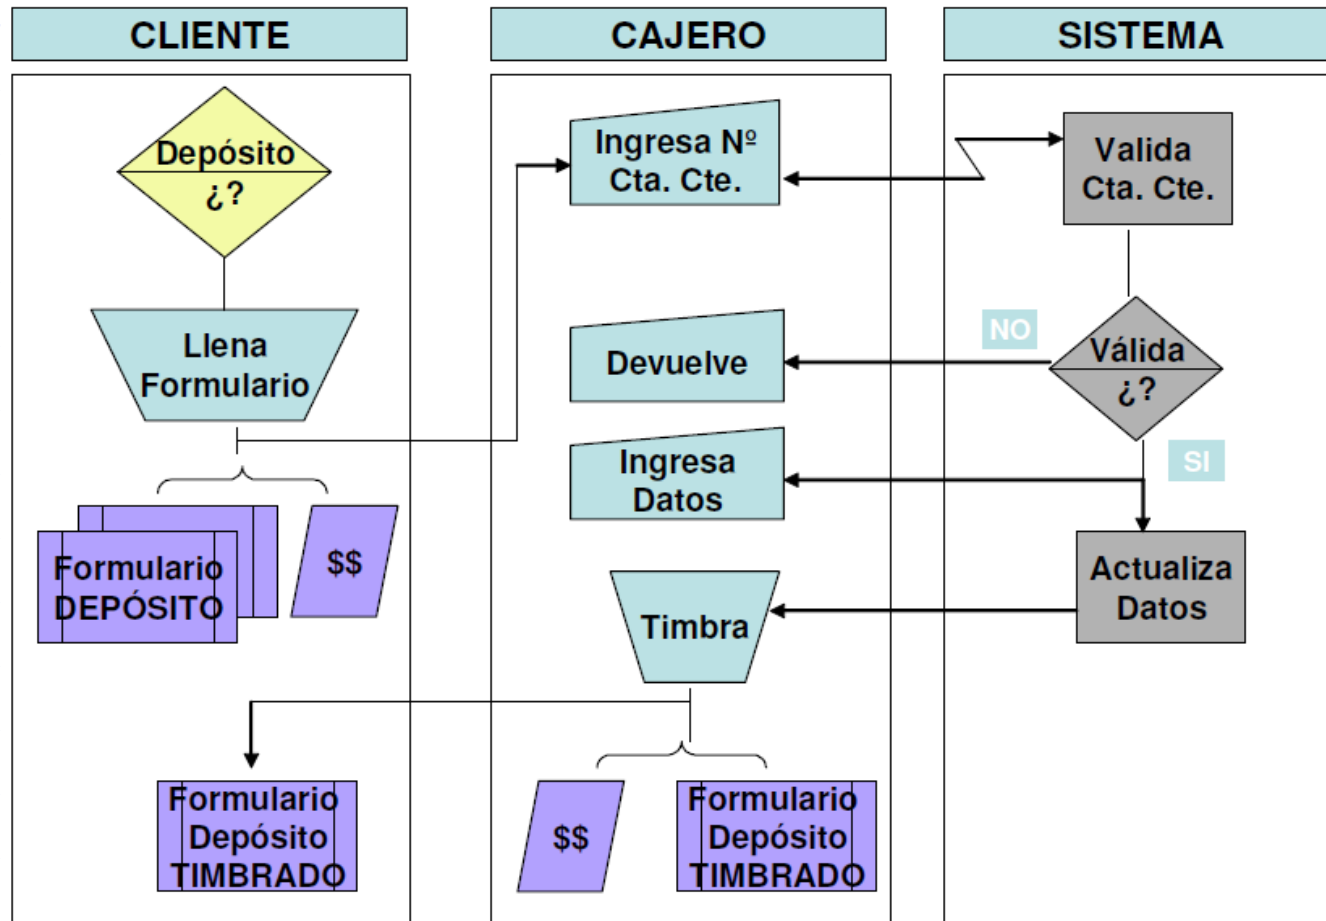 CLIENTE
CAJERO
SISTEMA
Depósito
¿?
Llena
Formulario
Formulario
DEPÓSITO
$$
Formulario
Depósito
TIMBRADO
Ingresa Nº
Cta. Cte.
Devuelve
Ingresa
Datos
Timbra
$$
Formulario
Depósito
TIMBRADO
Valida
Cta. Cte.
NO
Válida
¿?
SI
Actualiza
Datos